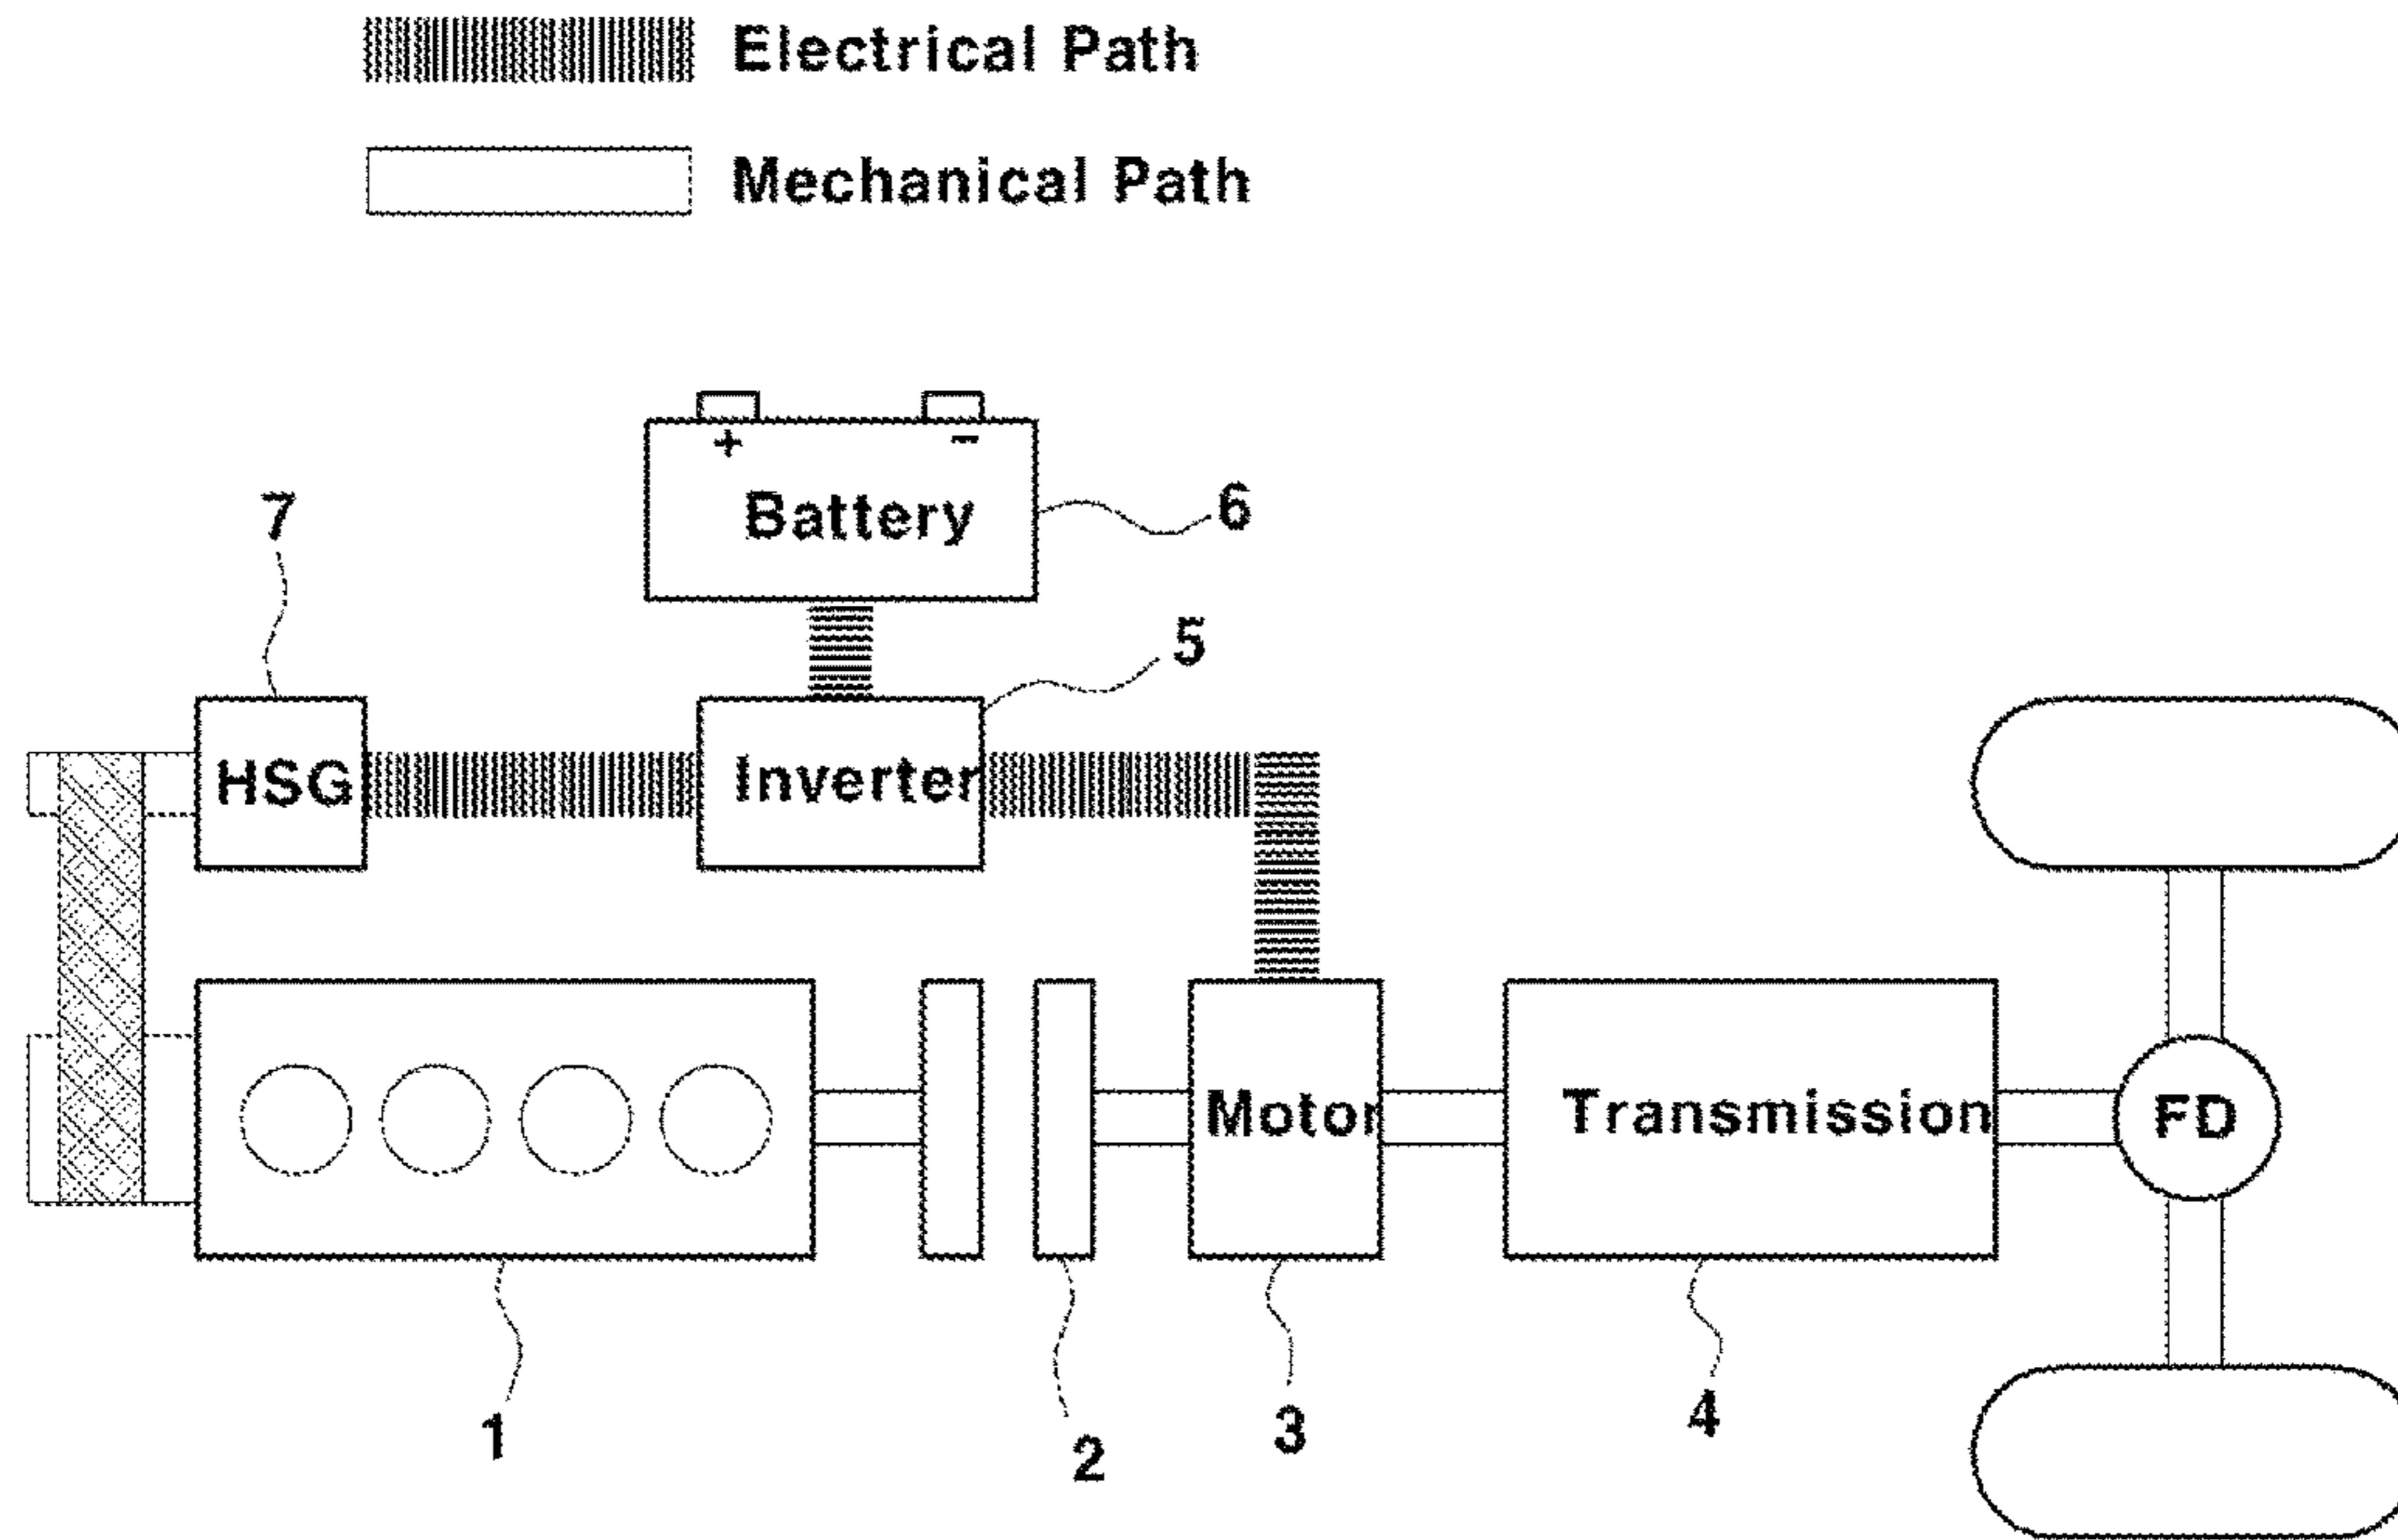 Electrical Path
Mechanical Path
+ −
Battery
6
7
5
HSG
Inverter
Motor
Transmission
FD
1
2
3
4